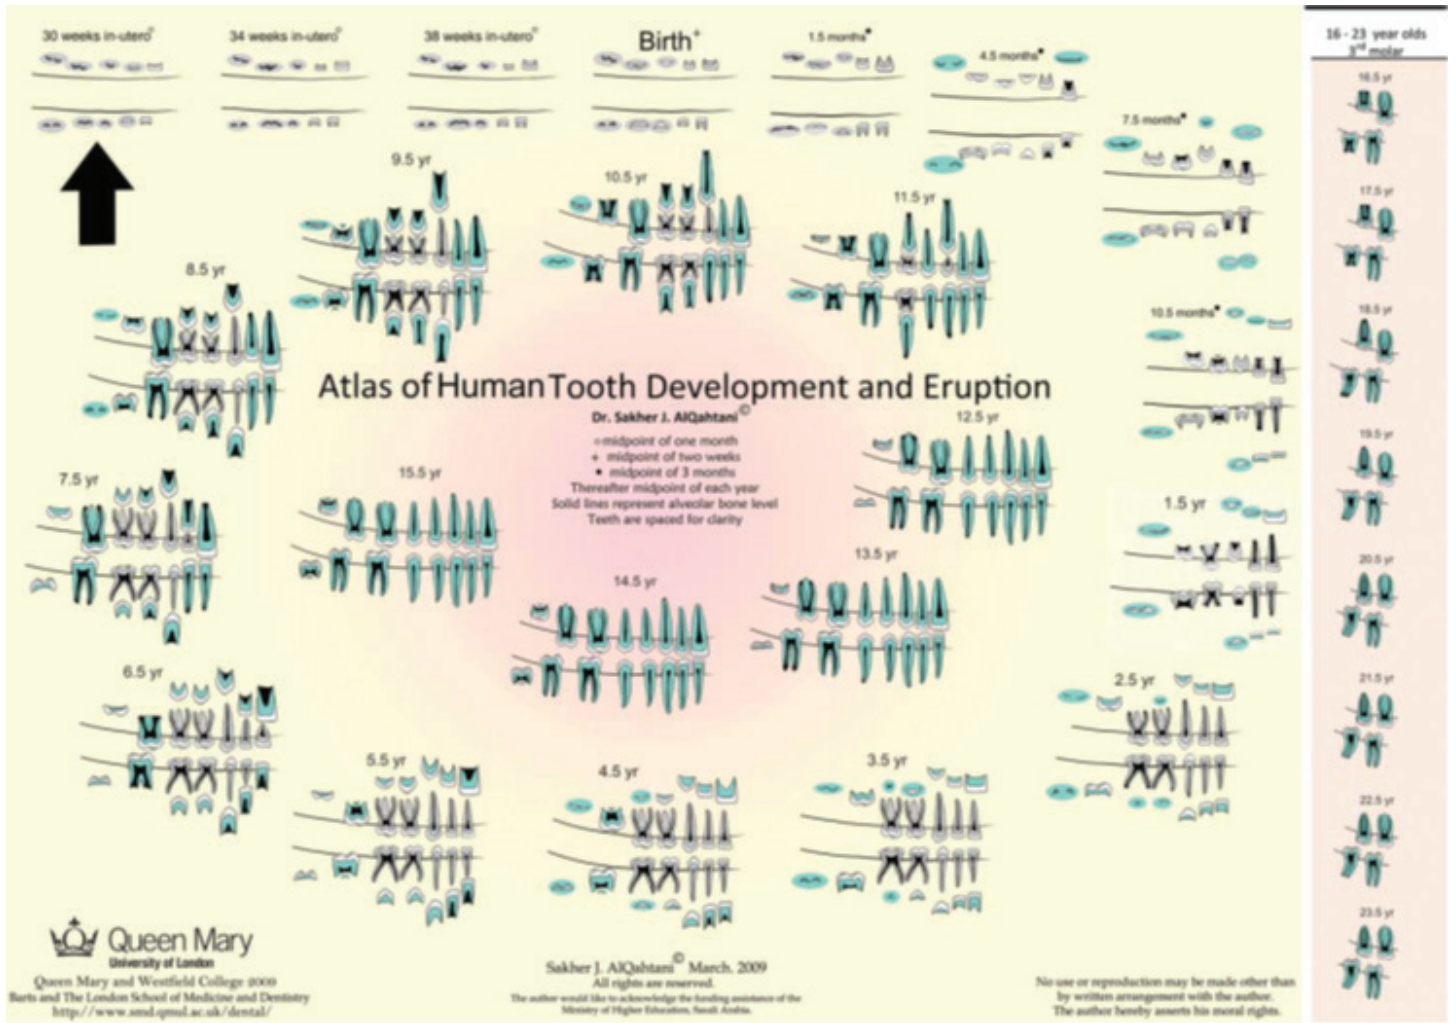 30 weeks in-utero°
34 weeks in-utero°
38 weeks in-utero°
Birth+
1.5 months*
4.5 months*
7.5 months*
10.5 months*
1.5 yr
2.5 yr
3.5 yr
4.5 yr
5.5 yr
6.5 yr
7.5 yr
8.5 yr
9.5 yr
10.5 yr
11.5 yr
12.5 yr
13.5 yr
14.5 yr
15.5 yr
Atlas of Human Tooth Development and Eruption
Dr. Sakher J. AlQahtani©
◦midpoint of one month
+ midpoint of two weeks
• midpoint of 3 months
Thereafter midpoint of each year
Solid lines represent alveolar bone level
Teeth are spaced for clarity
16 - 23 year olds
3rd molar
16.5 yr
17.5 yr
18.5 yr
19.5 yr
20.5 yr
21.5 yr
22.5 yr
23.5 yr
Queen Mary
University of London
Queen Mary and Westfield College 2009
Barts and The London School of Medicine and Dentistry
http://www.smd.qmul.ac.uk/dental/
Sakher J. AlQahtani© March. 2009
All rights are reserved.
The author would like to acknowledge the funding assistance of the
Ministry of Higher Education, Saudi Arabia.
No use or reproduction may be made other than
by written arrangement with the author.
The author hereby asserts his moral rights.